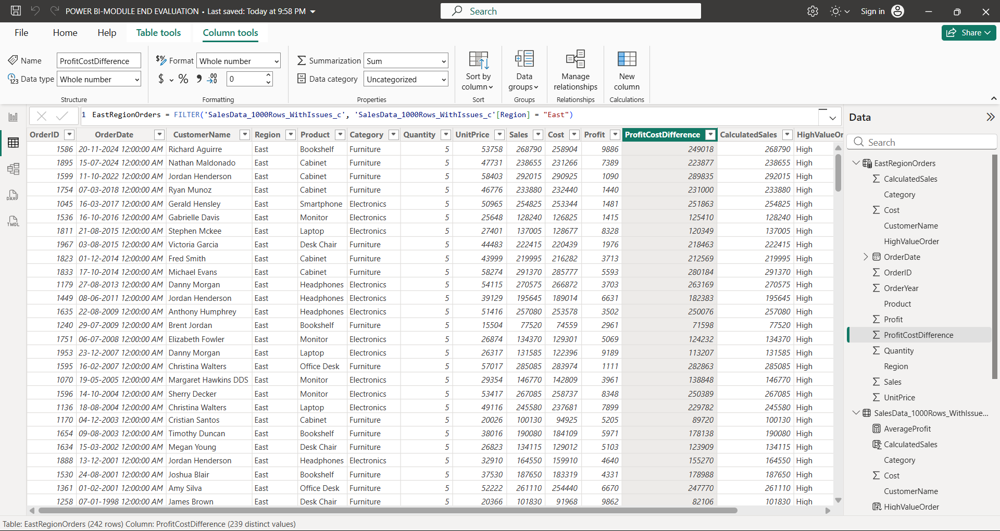 POWER BI-MODULE END EVALUATION • Last saved: Today at 9:58 PM
Search
Sign in
File Home Help Table tools Column tools
Share
Name ProfitCostDifference
Data type Whole number
Structure
Format Whole number
$ % 0
Formatting
Summarization Sum
Data category Uncategorized
Properties
Sort by column
Sort
Data groups
Groups
Manage relationships
Relationships
New column
Calculations
1 EastRegionOrders = FILTER('SalesData_1000Rows_WithIssues_c', 'SalesData_1000Rows_WithIssues_c'[Region] = "East")
OrderID OrderDate CustomerName Region Product Category Quantity UnitPrice Sales Cost Profit ProfitCostDifference CalculatedSales HighValueOr
1586 20-11-2024 12:00:00 AM Richard Aguirre East Bookshelf Furniture 5 53758 268790 258904 9886 249018 268790 High
1895 15-07-2024 12:00:00 AM Nathan Maldonado East Cabinet Furniture 5 47731 238655 231266 7389 223877 238655 High
1599 11-10-2022 12:00:00 AM Jordan Henderson East Cabinet Furniture 5 58403 292015 290925 1090 289835 292015 High
1754 07-03-2018 12:00:00 AM Ryan Munoz East Cabinet Furniture 5 46776 233880 232440 1440 231000 233880 High
1045 16-03-2017 12:00:00 AM Gerald Hensley East Smartphone Electronics 5 50965 254825 253344 1481 251863 254825 High
1536 16-10-2016 12:00:00 AM Gabrielle Davis East Monitor Electronics 5 25648 128240 126825 1415 125410 128240 High
1811 21-08-2015 12:00:00 AM Stephen Mckee East Laptop Electronics 5 27401 137005 128677 8328 120349 137005 High
1967 03-08-2015 12:00:00 AM Victoria Garcia East Desk Chair Furniture 5 44483 222415 220439 1976 218463 222415 High
1823 01-12-2014 12:00:00 AM Fred Smith East Cabinet Furniture 5 43999 219995 216282 3713 212569 219995 High
1833 17-10-2014 12:00:00 AM Michael Evans East Cabinet Furniture 5 58274 291370 285777 5593 280184 291370 High
1179 27-08-2013 12:00:00 AM Danny Morgan East Headphones Electronics 5 54115 270575 266872 3703 263169 270575 High
1449 08-06-2011 12:00:00 AM Jordan Henderson East Headphones Electronics 5 39129 195645 189014 6631 182383 195645 High
1635 22-08-2009 12:00:00 AM Anthony Humphrey East Headphones Electronics 5 51416 257080 253578 3502 250076 257080 High
1240 29-07-2009 12:00:00 AM Brent Jordan East Bookshelf Furniture 5 15504 77520 74559 2961 71598 77520 High
1751 06-07-2008 12:00:00 AM Elizabeth Fowler East Monitor Electronics 5 26874 134370 129301 5069 124232 134370 High
1953 23-12-2007 12:00:00 AM Danny Morgan East Laptop Electronics 5 26317 131585 122396 9189 113207 131585 High
1595 16-02-2007 12:00:00 AM Christina Walters East Office Desk Furniture 5 57017 285085 283974 1111 282863 285085 High
1070 19-05-2005 12:00:00 AM Margaret Hawkins DDS East Monitor Electronics 5 29354 146770 142809 3961 138848 146770 High
1596 14-10-2004 12:00:00 AM Sherry Decker East Monitor Electronics 5 53417 267085 258737 8348 250389 267085 High
1136 18-08-2004 12:00:00 AM Christina Walters East Laptop Electronics 5 49116 245580 237681 7899 229782 245580 High
1170 04-12-2003 12:00:00 AM Cristian Santos East Cabinet Furniture 5 20026 100130 94925 5205 89720 100130 High
1654 09-08-2003 12:00:00 AM Timothy Duncan East Bookshelf Furniture 5 38016 190080 184109 5971 178138 190080 High
1634 15-03-2002 12:00:00 AM Megan Young East Desk Chair Furniture 5 26823 134115 129012 5103 123909 134115 High
1888 13-12-2001 12:00:00 AM Jordan Henderson East Headphones Electronics 5 32910 164550 159910 4640 155270 164550 High
1530 24-08-2001 12:00:00 AM Joshua Blair East Bookshelf Furniture 5 37530 187650 183319 4331 178988 187650 High
1361 01-02-2001 12:00:00 AM Amy Silva East Office Desk Furniture 5 52222 261110 254440 6670 247770 261110 High
1258 07-01-1998 12:00:00 AM James Brown East Desk Chair Furniture 5 20366 101830 91968 9862 82106 101830 High
DAX
TMDL
Data
Search
EastRegionOrders
CalculatedSales
Category
Cost
CustomerName
HighValueOrder
OrderDate
OrderID
OrderYear
Product
Profit
ProfitCostDifference
Quantity
Region
Sales
UnitPrice
SalesData_1000Rows_WithIssue...
AverageProfit
CalculatedSales
Category
Cost
CustomerName
HighValueOrder
Table: EastRegionOrders (242 rows) Column: ProfitCostDifference (239 distinct values)